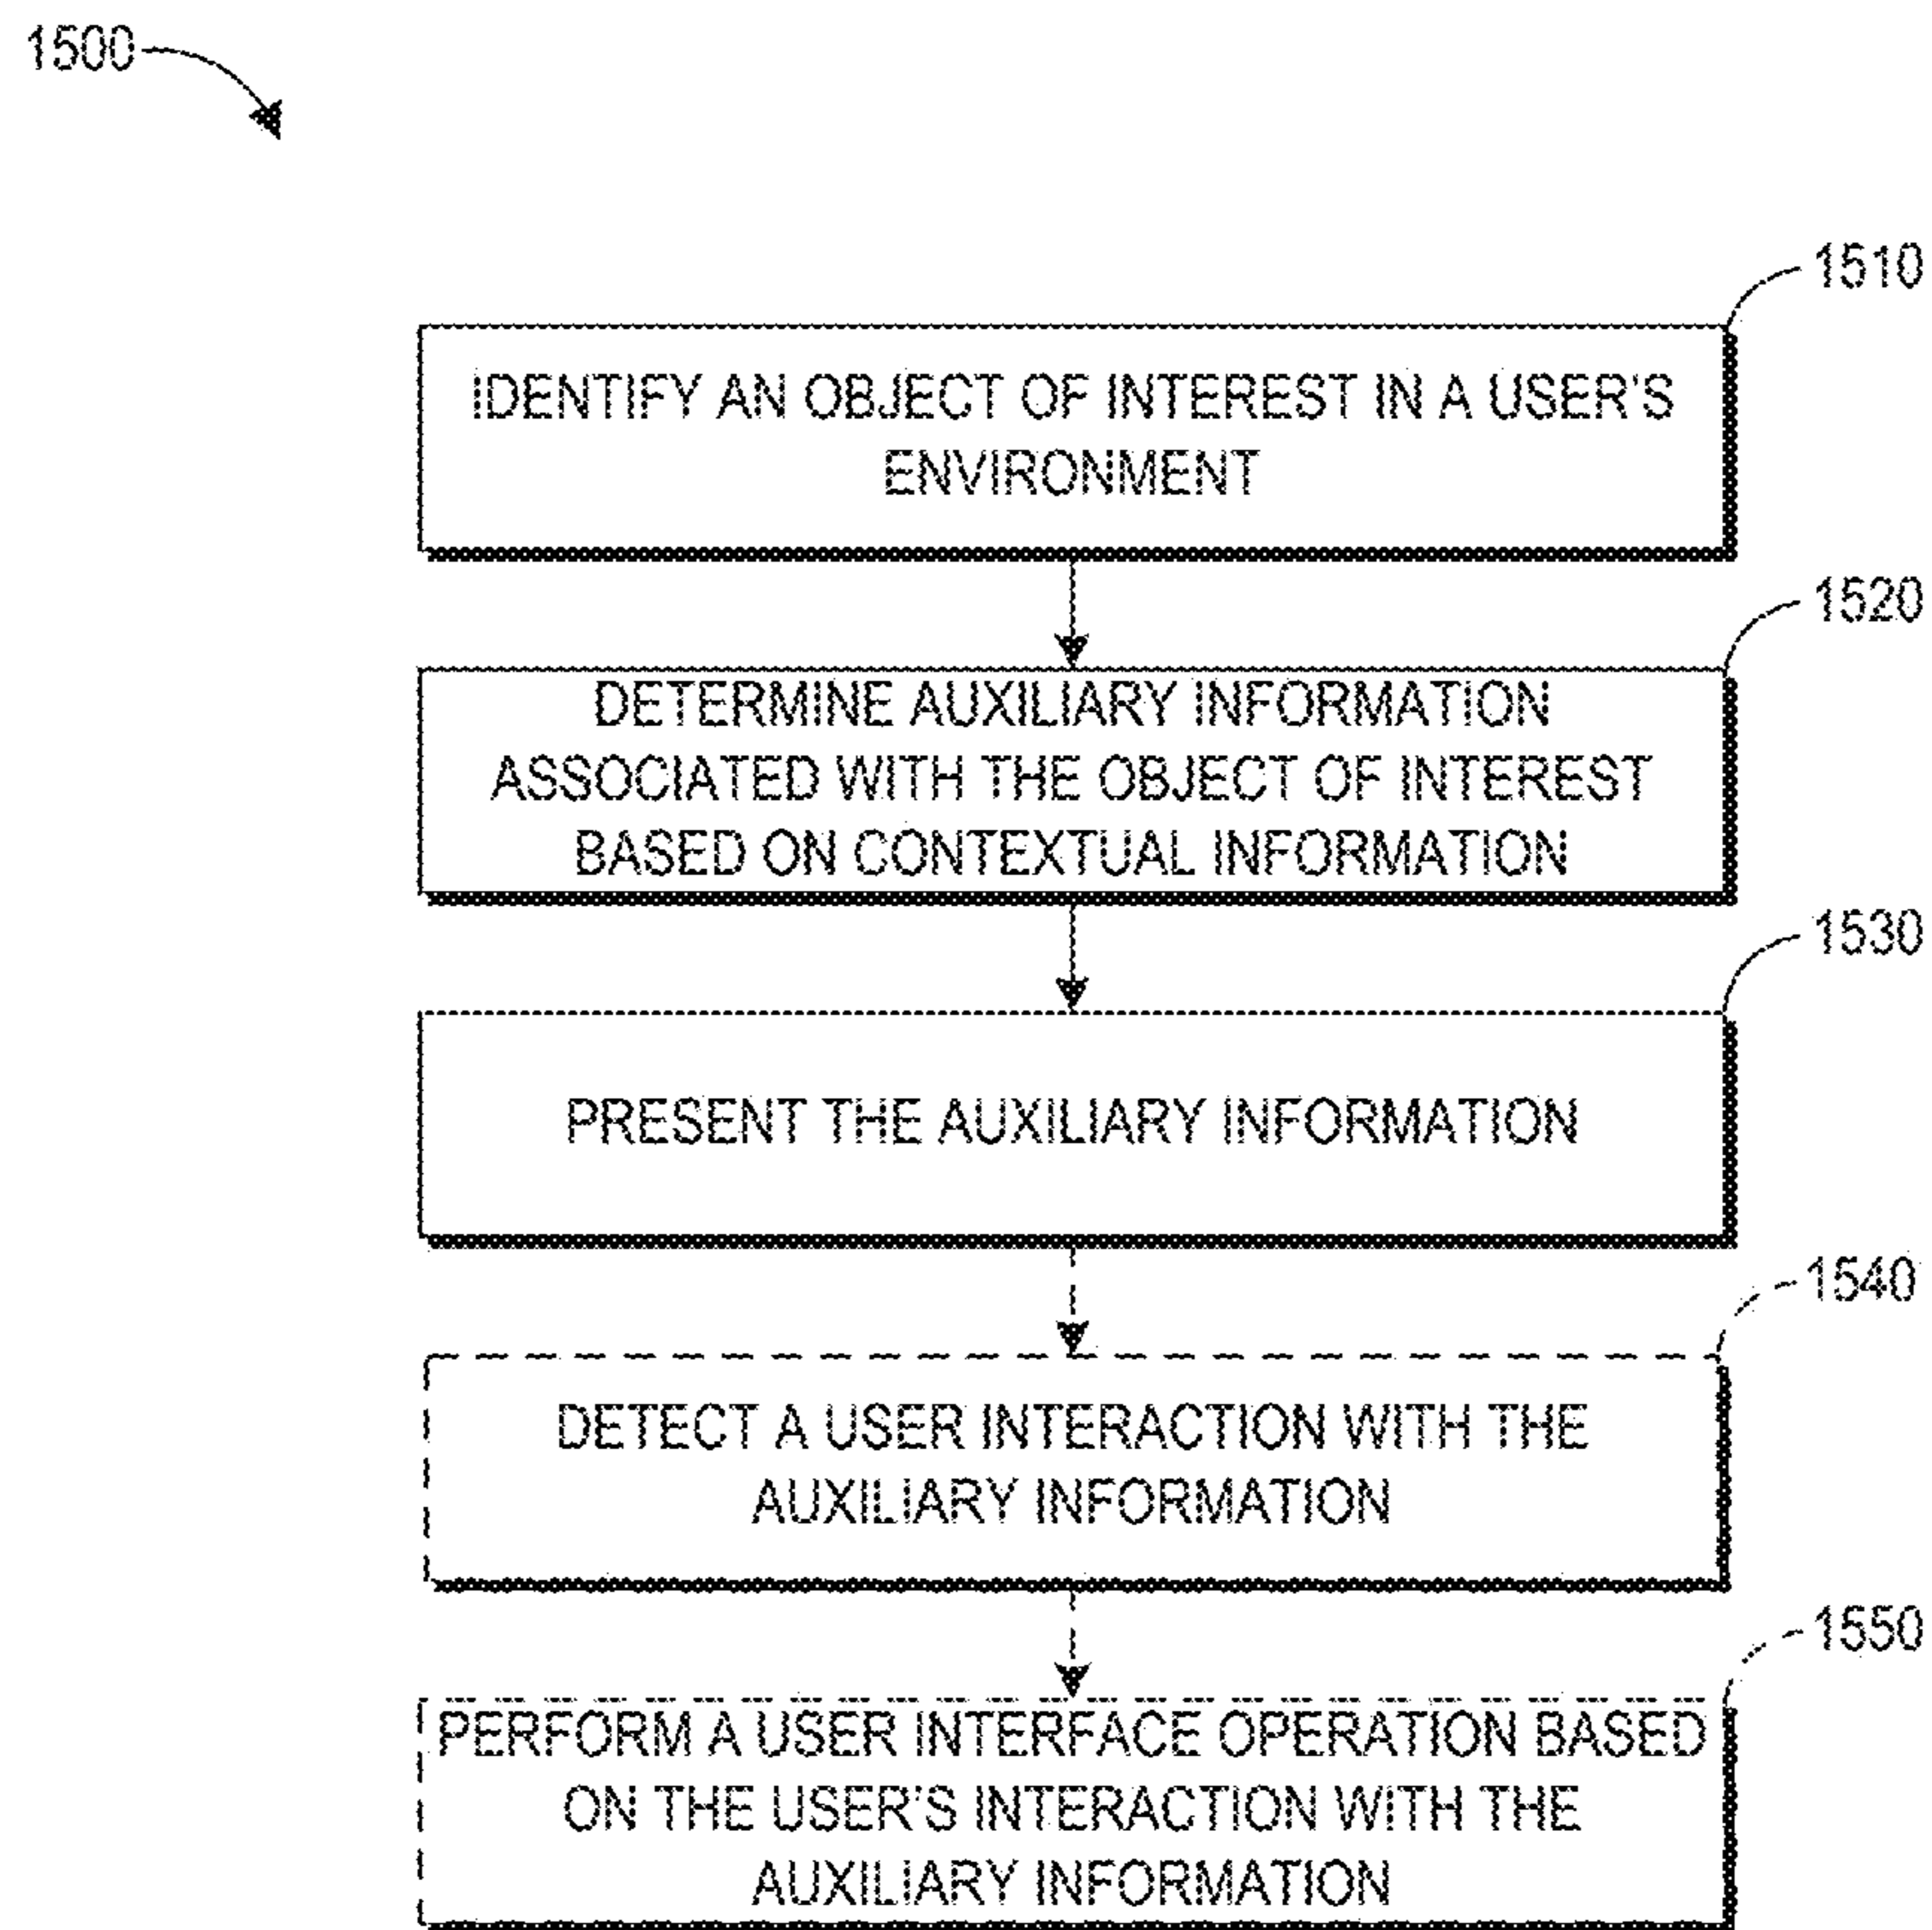 1500
1510
IDENTIFY AN OBJECT OF INTEREST IN A USER'S
ENVIRONMENT
1520
DETERMINE AUXILIARY INFORMATION
ASSOCIATED WITH THE OBJECT OF INTEREST
BASED ON CONTEXTUAL INFORMATION
1530
PRESENT THE AUXILIARY INFORMATION
1540
DETECT A USER INTERACTION WITH THE
AUXILIARY INFORMATION
1550
PERFORM A USER INTERFACE OPERATION BASED
ON THE USER'S INTERACTION WITH THE
AUXILIARY INFORMATION